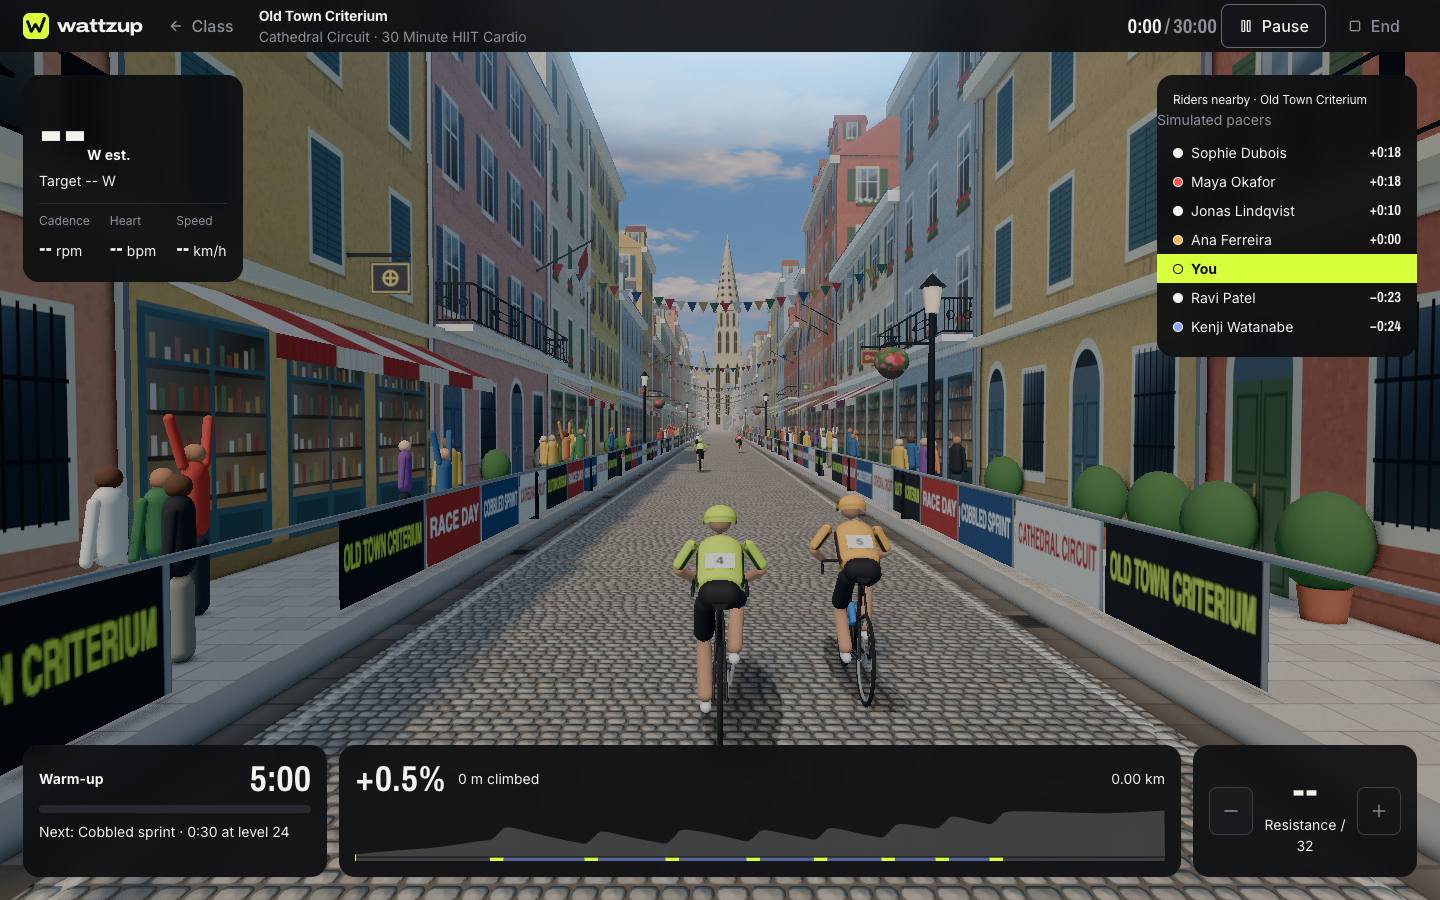 wattzup
Class
Old Town Criterium
Cathedral Circuit · 30 Minute HIIT Cardio
0:00 / 30:00
Pause
End
--
W est.
Target -- W
Cadence Heart Speed
-- rpm -- bpm -- km/h
Riders nearby · Old Town Criterium
Simulated pacers
Sophie Dubois +0:18
Maya Okafor +0:18
Jonas Lindqvist +0:10
Ana Ferreira +0:00
You
Ravi Patel −0:23
Kenji Watanabe −0:24
N CRITERIUM
OLD TOWN CRITERIUM
RACE DAY
COBBLED SPRINT
RACE DAY
COBBLED SPRINT
CATHEDRAL CIRCUIT
OLD TOWN CRITERIUM
4
5
Warm-up 5:00
Next: Cobbled sprint · 0:30 at level 24
+0.5% 0 m climbed 0.00 km
--
Resistance /
32